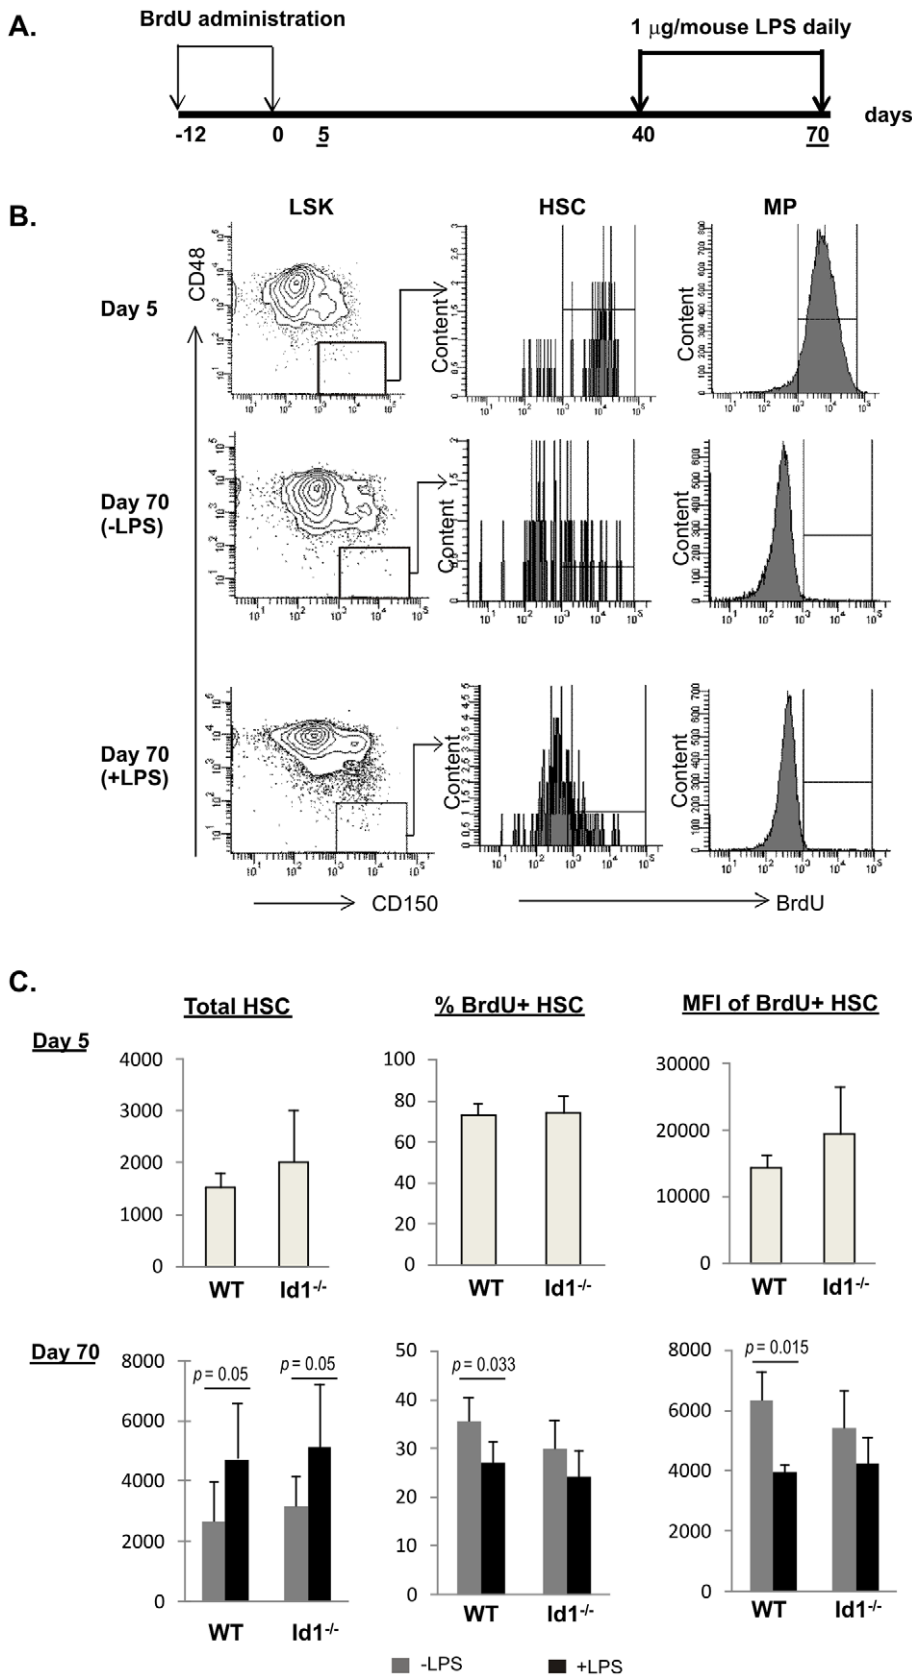 A.
BrdU administration
1 μg/mouse LPS daily
-12 0 5 40 70 days
B.
LSK HSC MP
CD48
Day 5
Content
Content
Day 70
(-LPS)
Content
Content
Day 70
(+LPS)
Content
Content
CD150
BrdU
C.
Total HSC % BrdU+ HSC MFI of BrdU+ HSC
Day 5
4000
3000
2000
1000
0
WT Id1-/-
100
80
60
40
20
0
WT Id1-/-
30000
20000
10000
0
WT Id1-/-
Day 70
8000
6000
4000
2000
0
p = 0.05 p = 0.05
WT Id1-/-
50
40
30
20
10
0
p = 0.033
WT Id1-/-
8000
6000
4000
2000
0
p = 0.015
WT Id1-/-
-LPS +LPS